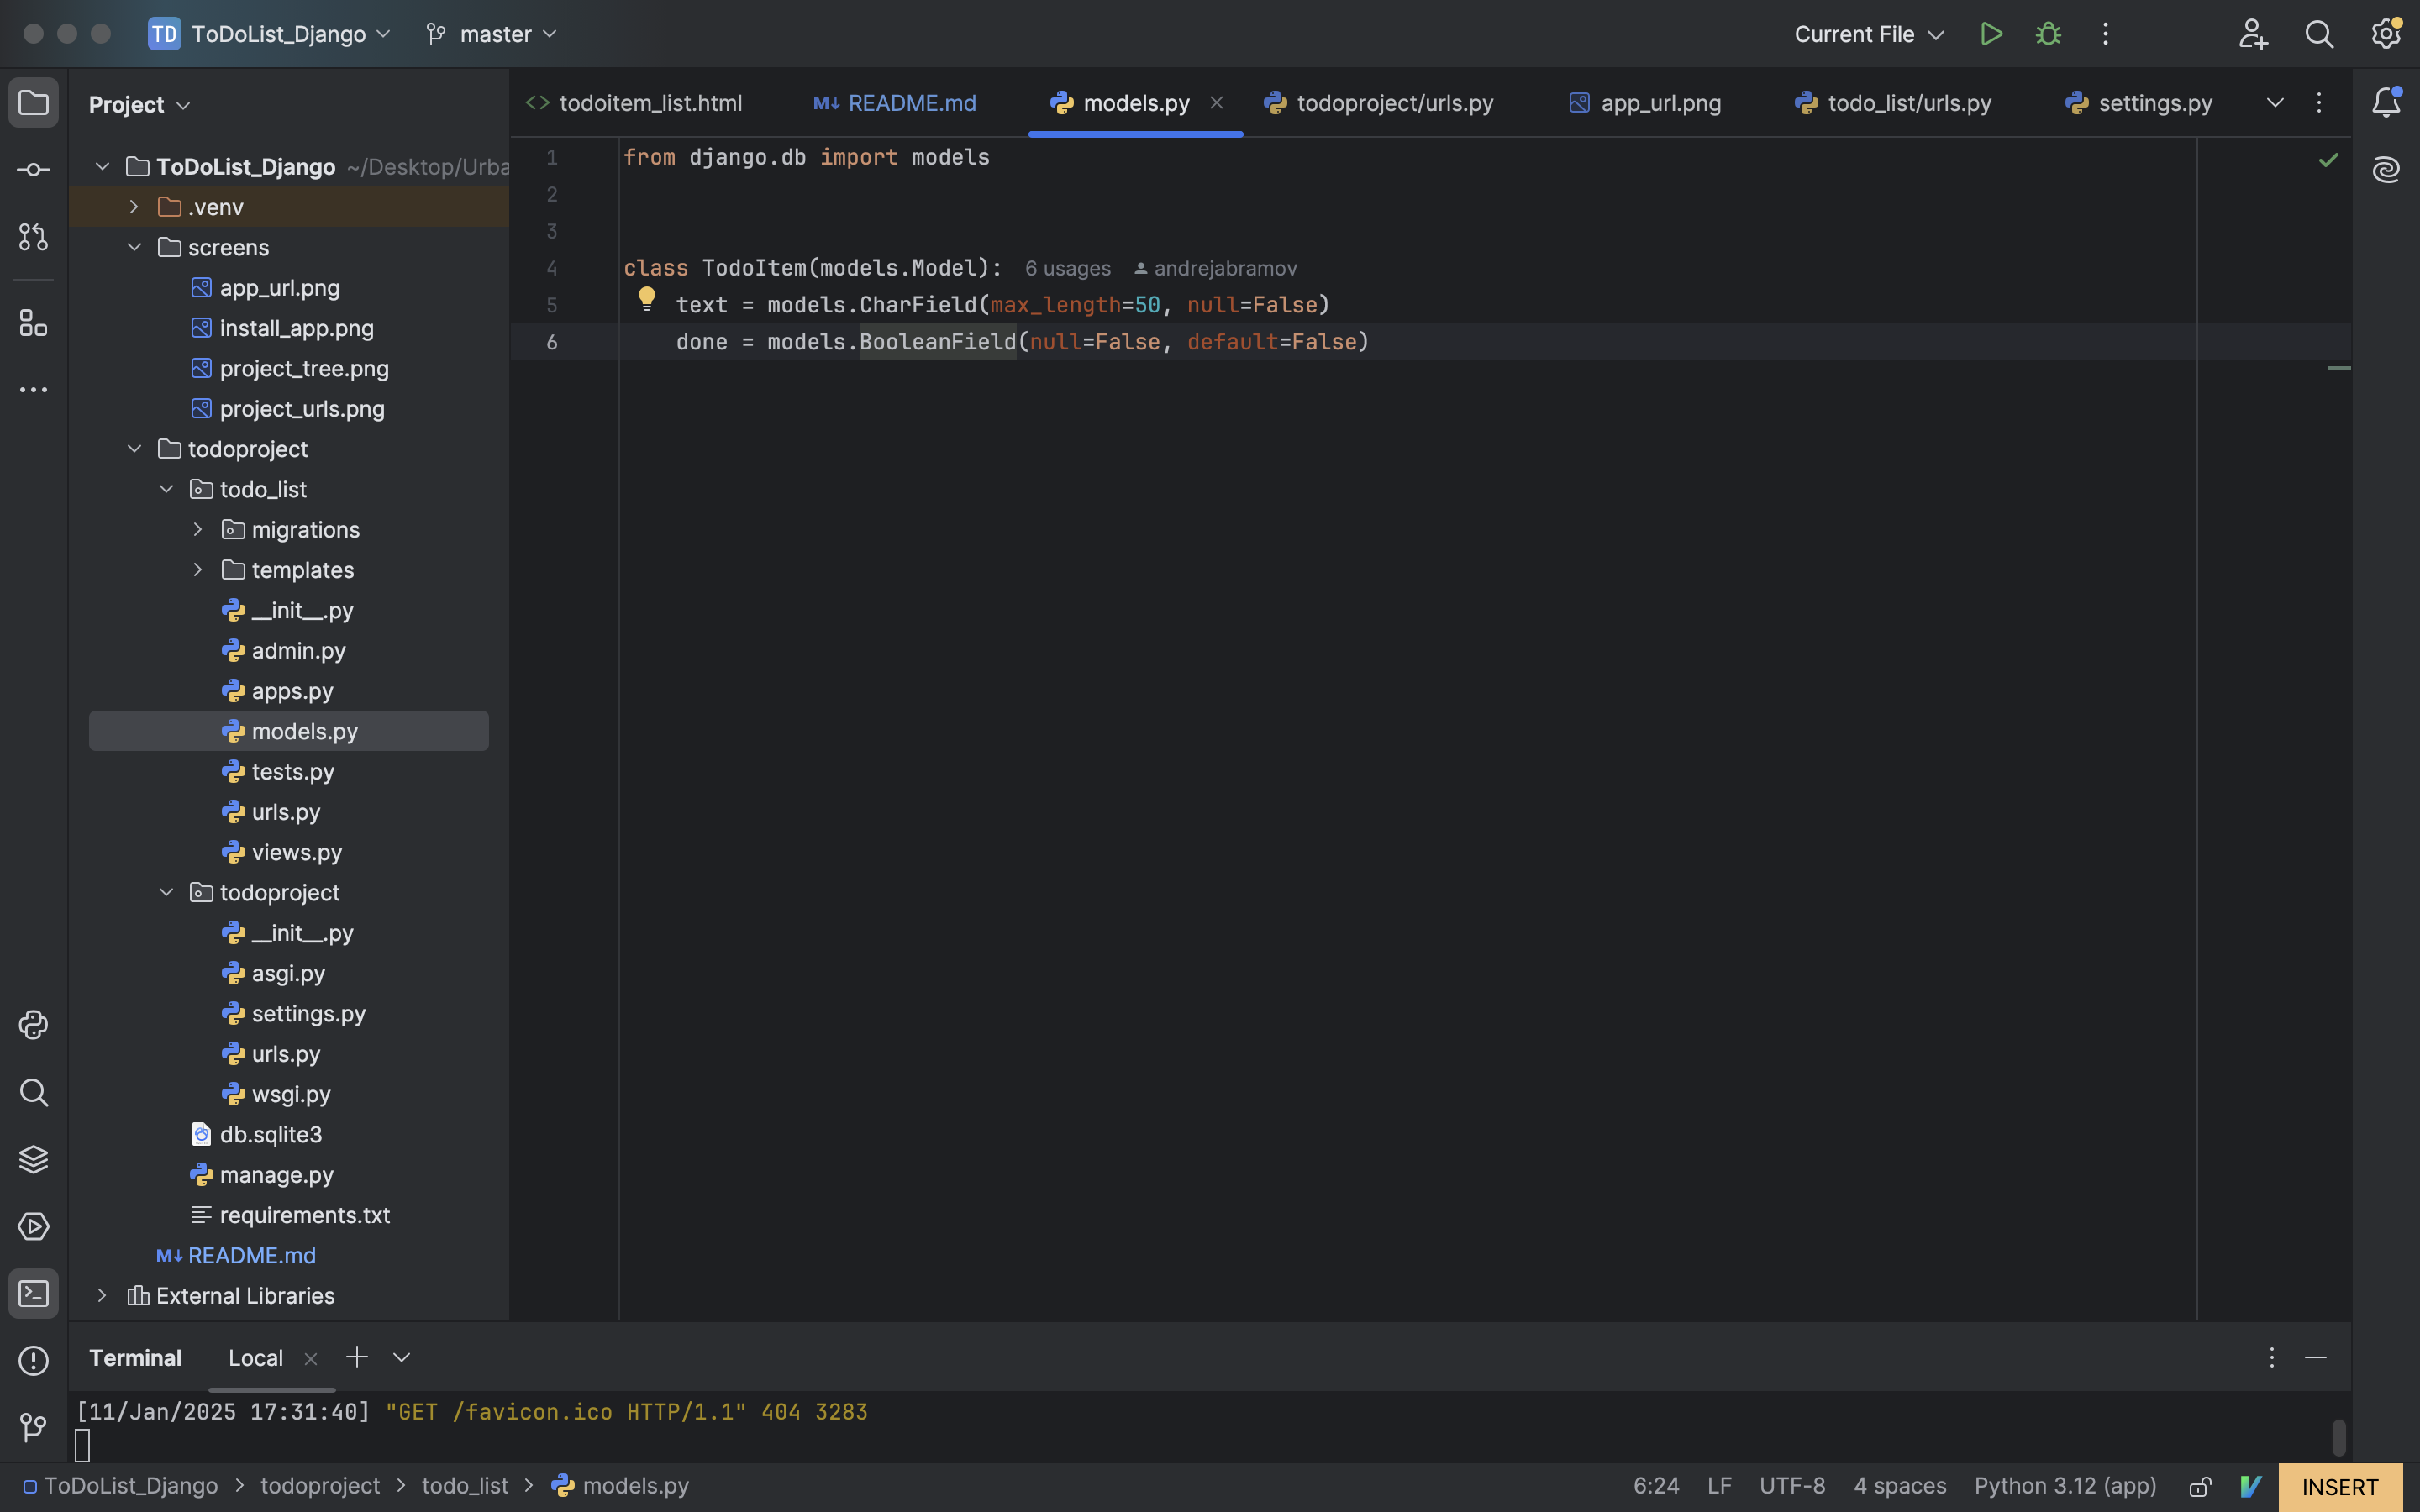 TD ToDoList_Django master Current File
Project
ToDoList_Django ~/Desktop/Urba
.venv
screens
app_url.png
install_app.png
project_tree.png
project_urls.png
todoproject
todo_list
migrations
templates
__init__.py
admin.py
apps.py
models.py
tests.py
urls.py
views.py
todoproject
__init__.py
asgi.py
settings.py
urls.py
wsgi.py
db.sqlite3
manage.py
requirements.txt
M↓ README.md
External Libraries
<> todoitem_list.html M↓ README.md models.py todoproject/urls.py app_url.png todo_list/urls.py settings.py
1 from django.db import models
2
3
4 class TodoItem(models.Model): 6 usages andrejabramov
5 text = models.CharField(max_length=50, null=False)
6 done = models.BooleanField(null=False, default=False)
Terminal Local
[11/Jan/2025 17:31:40] "GET /favicon.ico HTTP/1.1" 404 3283
ToDoList_Django > todoproject > todo_list > models.py 6:24 LF UTF-8 4 spaces Python 3.12 (app) INSERT